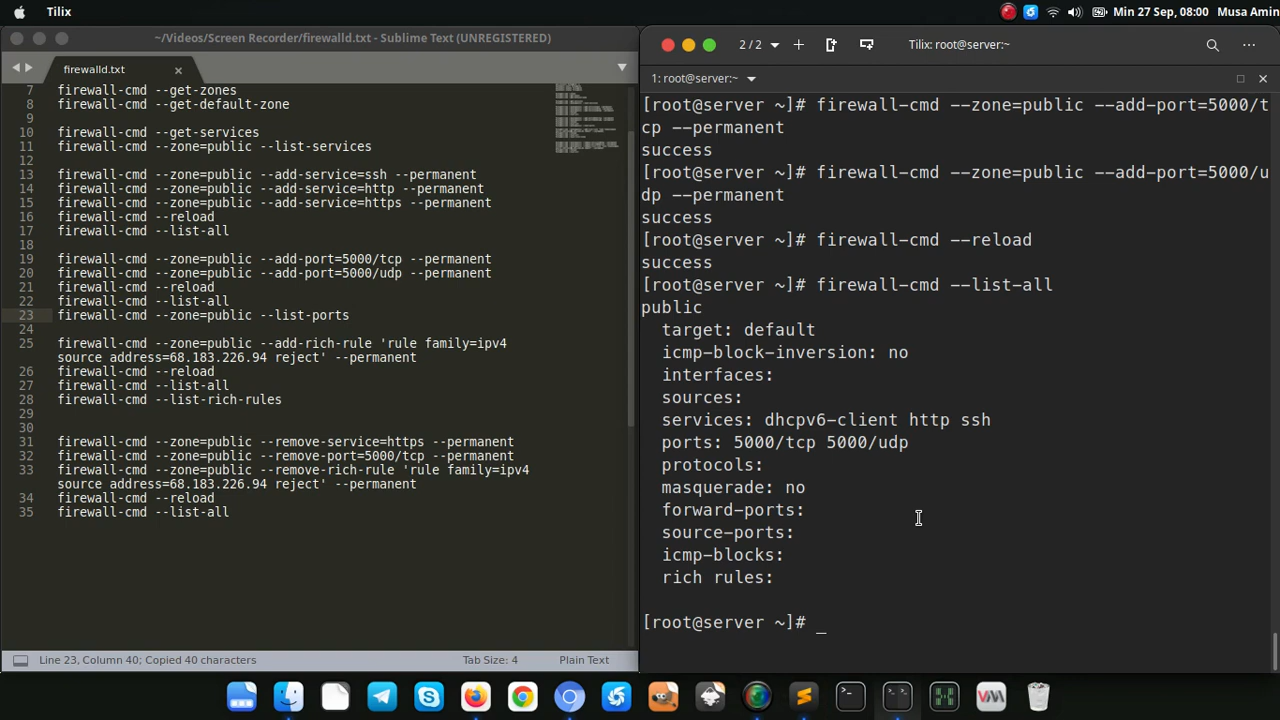 Tilix
Min 27 Sep, 08:00 Musa Amin
~/Videos/Screen Recorder/firewalld.txt - Sublime Text (UNREGISTERED)
firewalld.txt
7 firewall-cmd --get-zones
8 firewall-cmd --get-default-zone
9
10 firewall-cmd --get-services
11 firewall-cmd --zone=public --list-services
12
13 firewall-cmd --zone=public --add-service=ssh --permanent
14 firewall-cmd --zone=public --add-service=http --permanent
15 firewall-cmd --zone=public --add-service=https --permanent
16 firewall-cmd --reload
17 firewall-cmd --list-all
18
19 firewall-cmd --zone=public --add-port=5000/tcp --permanent
20 firewall-cmd --zone=public --add-port=5000/udp --permanent
21 firewall-cmd --reload
22 firewall-cmd --list-all
23 firewall-cmd --zone=public --list-ports
24
25 firewall-cmd --zone=public --add-rich-rule 'rule family=ipv4
source address=68.183.226.94 reject' --permanent
26 firewall-cmd --reload
27 firewall-cmd --list-all
28 firewall-cmd --list-rich-rules
29
30
31 firewall-cmd --zone=public --remove-service=https --permanent
32 firewall-cmd --zone=public --remove-port=5000/tcp --permanent
33 firewall-cmd --zone=public --remove-rich-rule 'rule family=ipv4
source address=68.183.226.94 reject' --permanent
34 firewall-cmd --reload
35 firewall-cmd --list-all
Line 23, Column 40; Copied 40 characters
Tab Size: 4
Plain Text
2 / 2
Tilix: root@server:~
1: root@server:~
[root@server ~]# firewall-cmd --zone=public --add-port=5000/t
cp --permanent
success
[root@server ~]# firewall-cmd --zone=public --add-port=5000/u
dp --permanent
success
[root@server ~]# firewall-cmd --reload
success
[root@server ~]# firewall-cmd --list-all
public
target: default
icmp-block-inversion: no
interfaces:
sources:
services: dhcpv6-client http ssh
ports: 5000/tcp 5000/udp
protocols:
masquerade: no
forward-ports:
source-ports:
icmp-blocks:
rich rules:
[root@server ~]# _